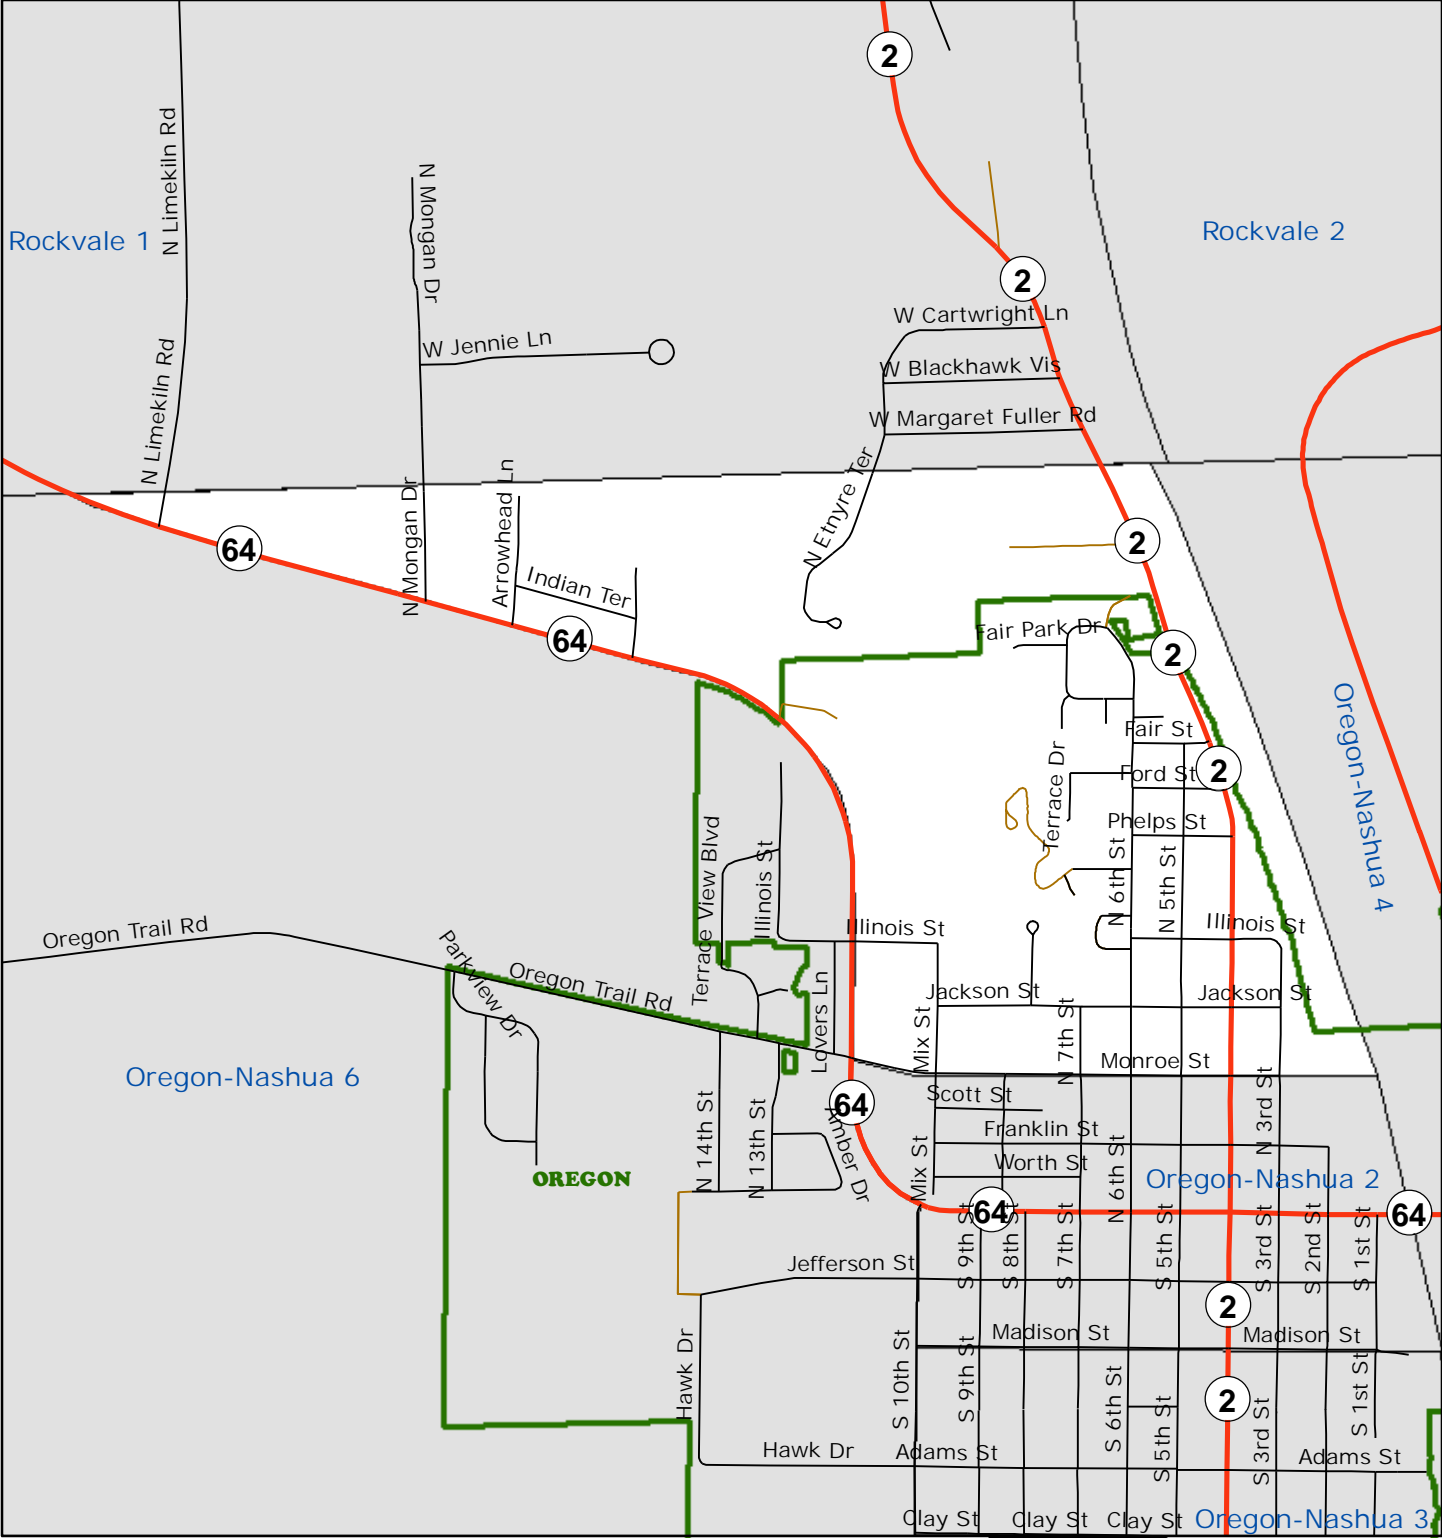 2
N Limekiln Rd
N Mongan Dr
Rockvale 1
Rockvale 2
2
W Cartwright Ln
W Jennie Ln
W Blackhawk Vis
N Limekiln Rd
W Margaret Fuller Rd
N Etnyre Ter
Arrowhead Ln
N Mongan Dr
64
2
Indian Ter
64
Fair Park Dr
2
Oregon-Nashua 4
Fair St
Terrace Dr
Ford St
2
Phelps St
Terrace View Blvd
Illinois St
N 6th St
N 5th St
Oregon Trail Rd
Illinois St
Illinois St
Parkview Dr
Oregon Trail Rd
Lovers Ln
Jackson St
Jackson St
Mix St
N 7th St
Monroe St
Oregon-Nashua 6
Scott St
64
N 3rd St
N 14th St
N 13th St
Amber Dr
Franklin St
Mix St
Worth St
N 6th St
OREGON
Oregon-Nashua 2
64
64
S 9th St
S 8th St
S 7th St
S 5th St
S 3rd St
S 2nd St
S 1st St
Jefferson St
2
Madison St
Madison St
Hawk Dr
S 10th St
S 9th St
S 6th St
S 5th St
2
S 3rd St
S 1st St
Hawk Dr
Adams St
Adams St
Clay St
Clay St
Clay St
Oregon-Nashua 3